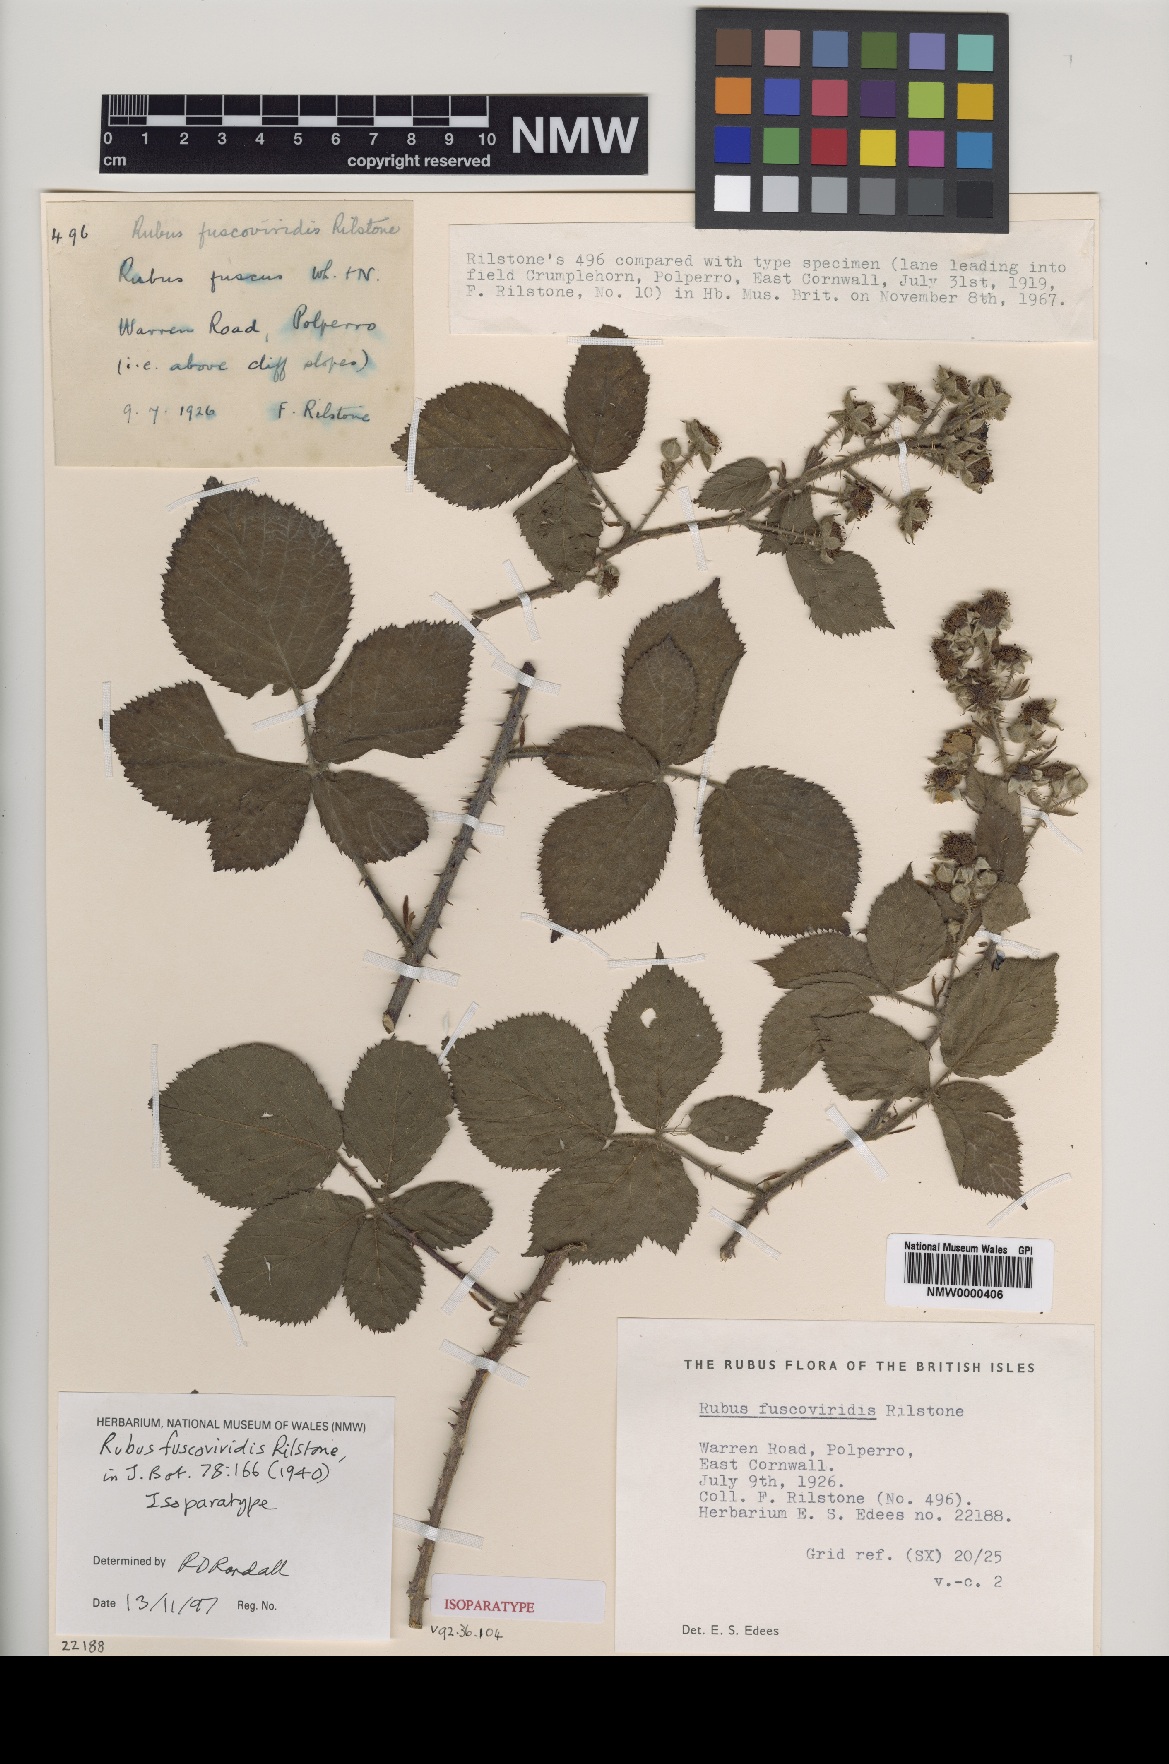 0 1 2 3 4 5 6 7 8 9 10
cm
copyright reserved
NMW
496 Rubus fuscoviridis Rilstone
Rubus fuscus Wh. + N.
Warren Road, Polperro
(i.e. above cliff slopes)
9. 7. 1926 F. Rilstone
Rilstone's 496 compared with type specimen (lane leading into
field Crumplehorn, Polperro, East Cornwall, July 31st, 1919,
F. Rilstone, No. 10) in Hb. Mus. Brit. on November 8th, 1967.
National Museum Wales GPI
NMW0000406
THE RUBUS FLORA OF THE BRITISH ISLES
Rubus fuscoviridis Rilstone
Warren Road, Polperro,
East Cornwall.
July 9th, 1926.
Coll. F. Rilstone (No. 496).
Herbarium E. S. Edees no. 22188.
Grid ref. (SX) 20/25
v.-c. 2
Det. E. S. Edees
HERBARIUM, NATIONAL MUSEUM OF WALES (NMW)
Rubus fuscoviridis Rilstone,
in J. Bot. 78:166 (1940)
Isoparatype
Determined by RD Randall
Date 13/11/97 Reg. No.
22188
ISOPARATYPE
V92.36.104